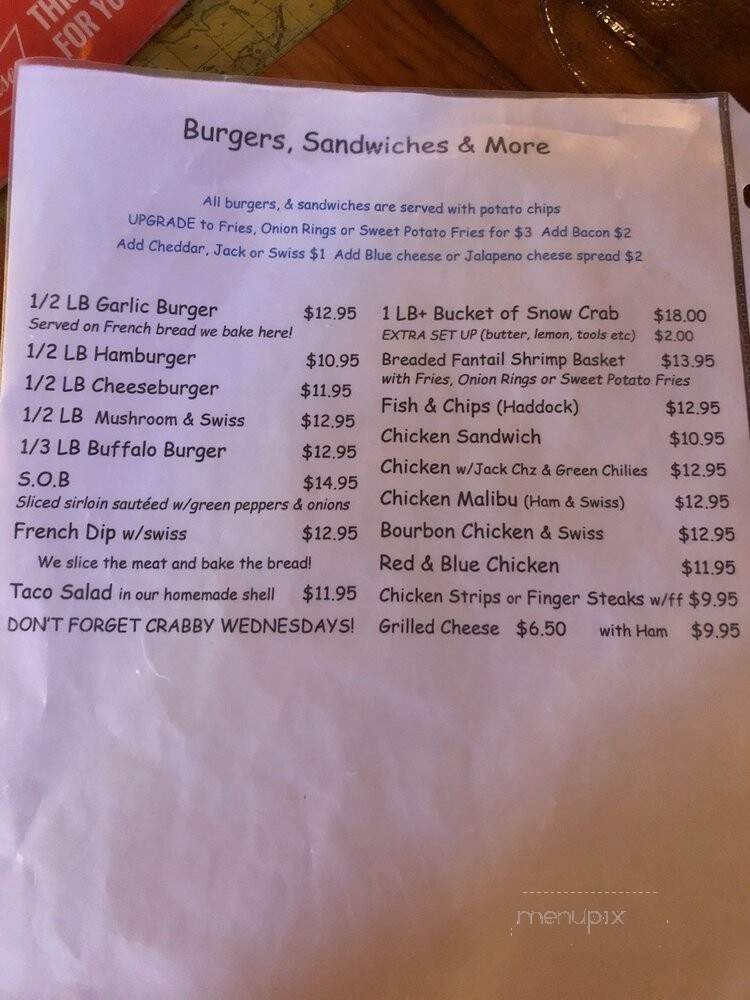 FOR YO
Burgers, Sandwiches & More
All burgers, & sandwiches are served with potato chips
UPGRADE to Fries, Onion Rings or Sweet Potato Fries for $3 Add Bacon $2
Add Cheddar, Jack or Swiss $1 Add Blue cheese or Jalapeno cheese spread $2
1/2 LB Garlic Burger $12.95
Served on French bread we bake here!
1/2 LB Hamburger $10.95
1/2 LB Cheeseburger $11.95
1/2 LB Mushroom & Swiss $12.95
1/3 LB Buffalo Burger $12.95
S.O.B $14.95
Sliced sirloin sautéed w/green peppers & onions
French Dip w/swiss $12.95
We slice the meat and bake the bread!
Taco Salad in our homemade shell $11.95
DON'T FORGET CRABBY WEDNESDAYS!
1 LB+ Bucket of Snow Crab $18.00
EXTRA SET UP (butter, lemon, tools etc) $2.00
Breaded Fantail Shrimp Basket $13.95
with Fries, Onion Rings or Sweet Potato Fries
Fish & Chips (Haddock) $12.95
Chicken Sandwich $10.95
Chicken w/Jack Chz & Green Chilies $12.95
Chicken Malibu (Ham & Swiss) $12.95
Bourbon Chicken & Swiss $12.95
Red & Blue Chicken $11.95
Chicken Strips or Finger Steaks w/ff $9.95
Grilled Cheese $6.50 with Ham $9.95
menupix